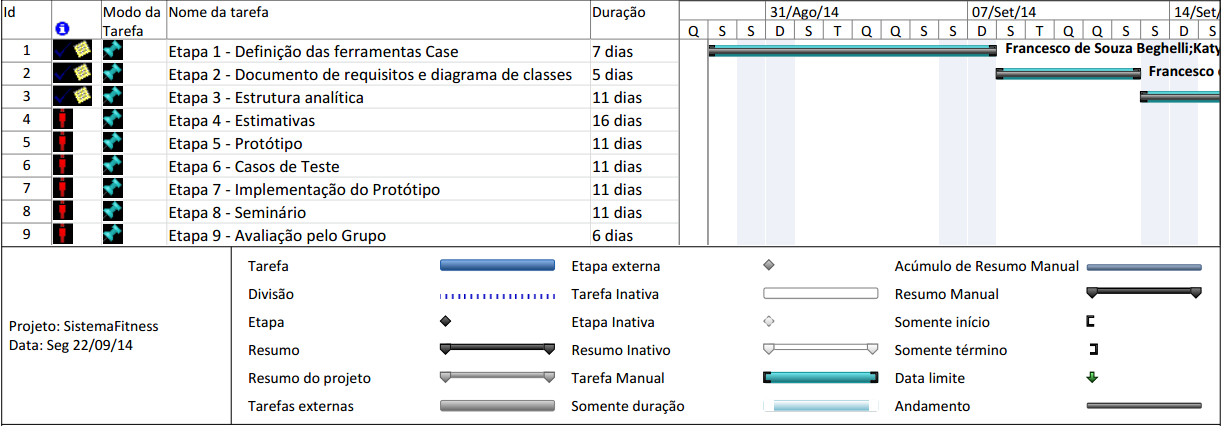 Id Modo da Tarefa Nome da tarefa Duração 31/Ago/14 07/Set/14 14/Set/
Q S S D S T Q Q S S D S T Q Q S S D S
1 Etapa 1 - Definição das ferramentas Case 7 dias Francesco de Souza Beghelli;Katy
2 Etapa 2 - Documento de requisitos e diagrama de classes 5 dias Francesco
3 Etapa 3 - Estrutura analítica 11 dias
4 Etapa 4 - Estimativas 16 dias
5 Etapa 5 - Protótipo 11 dias
6 Etapa 6 - Casos de Teste 11 dias
7 Etapa 7 - Implementação do Protótipo 11 dias
8 Etapa 8 - Seminário 11 dias
9 Etapa 9 - Avaliação pelo Grupo 6 dias
Projeto: SistemaFitness
Data: Seg 22/09/14
Tarefa Etapa externa Acúmulo de Resumo Manual
Divisão Tarefa Inativa Resumo Manual
Etapa Etapa Inativa Somente início
Resumo Resumo Inativo Somente término
Resumo do projeto Tarefa Manual Data limite
Tarefas externas Somente duração Andamento